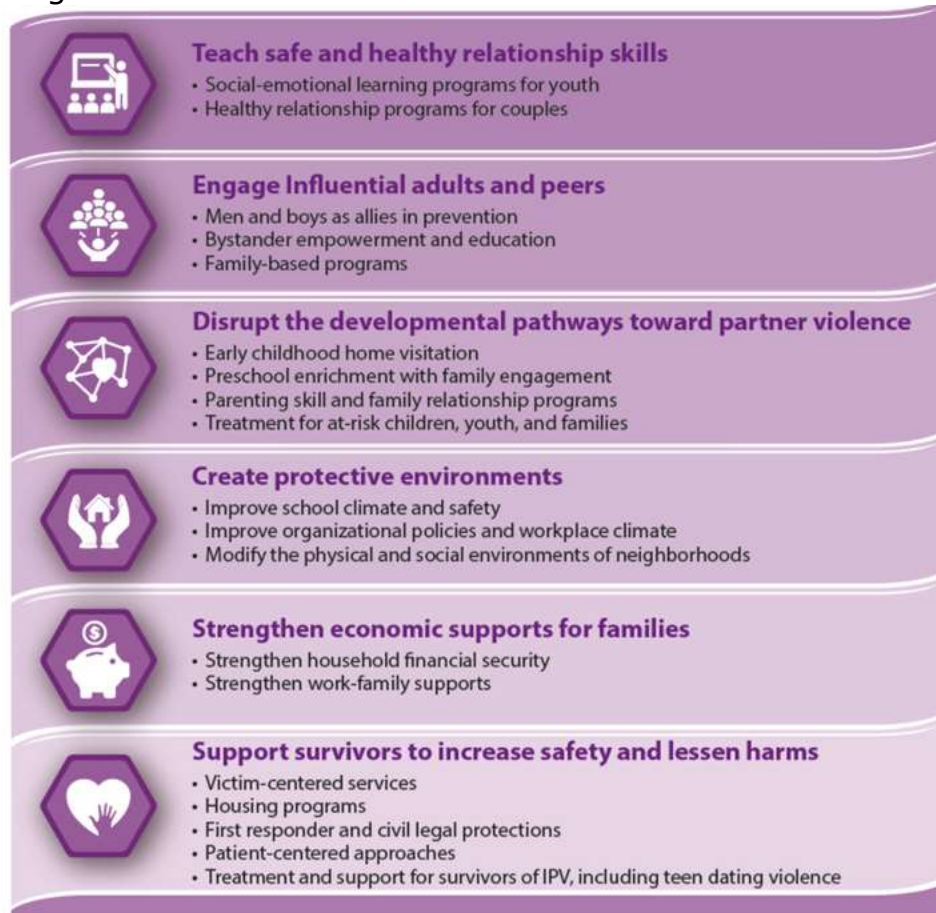 Teach safe and healthy relationship skills
• Social-emotional learning programs for youth
• Healthy relationship programs for couples
Engage Influential adults and peers
• Men and boys as allies in prevention
• Bystander empowerment and education
• Family-based programs
Disrupt the developmental pathways toward partner violence
• Early childhood home visitation
• Preschool enrichment with family engagement
• Parenting skill and family relationship programs
• Treatment for at-risk children, youth, and families
Create protective environments
• Improve school climate and safety
• Improve organizational policies and workplace climate
• Modify the physical and social environments of neighborhoods
$
Strengthen economic supports for families
• Strengthen household financial security
• Strengthen work-family supports
Support survivors to increase safety and lessen harms
• Victim-centered services
• Housing programs
• First responder and civil legal protections
• Patient-centered approaches
• Treatment and support for survivors of IPV, including teen dating violence